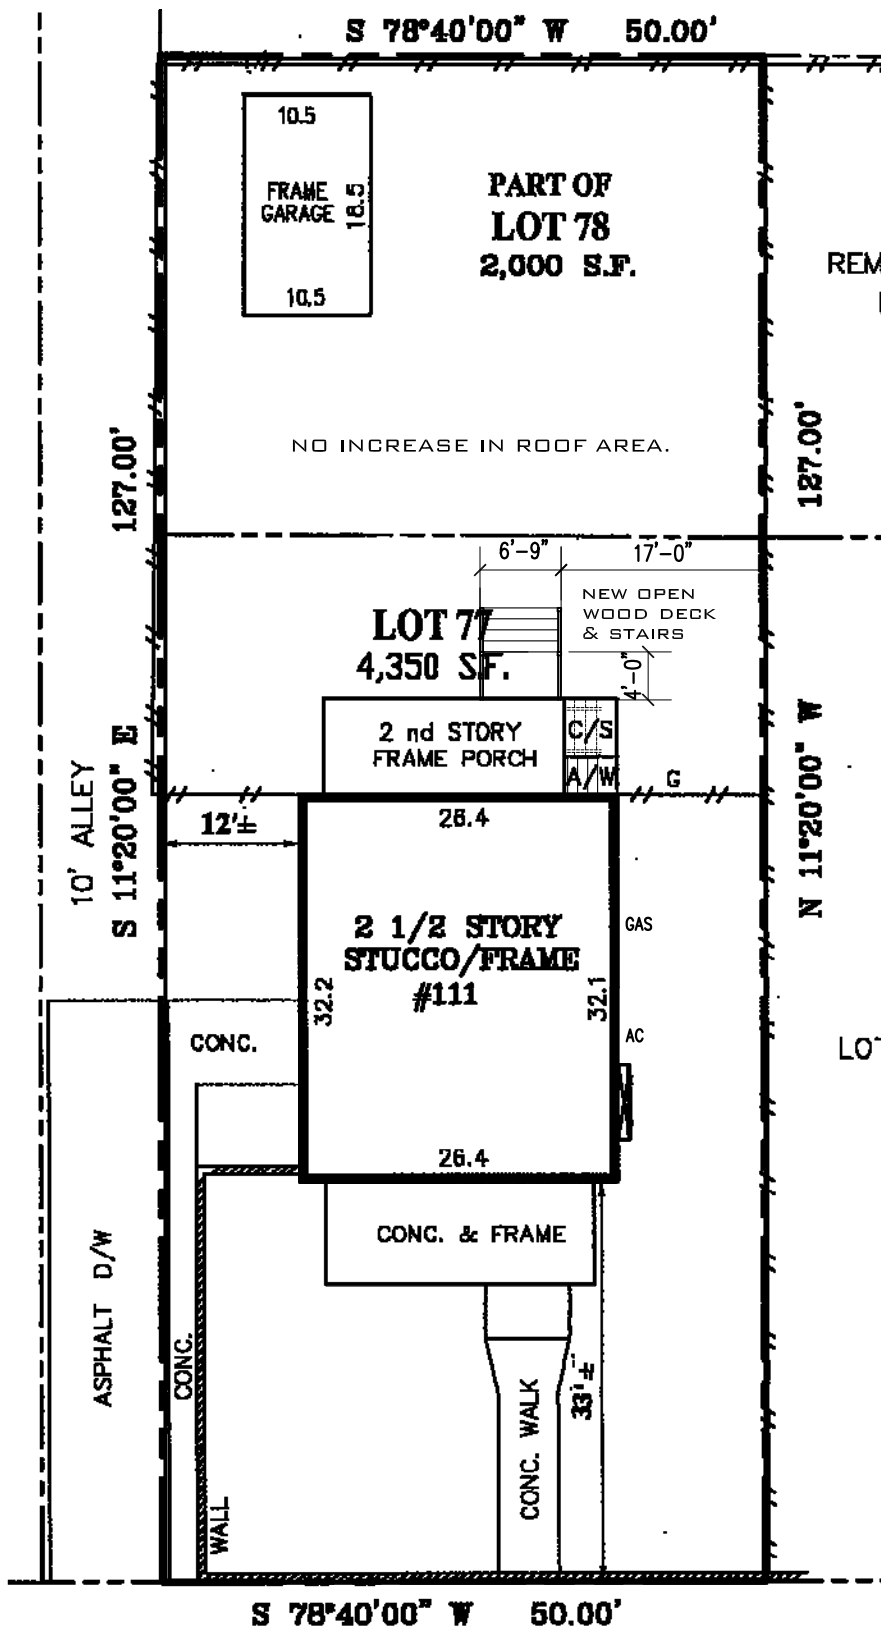 S 78°40'00" W 50.00'
10.5
FRAME
GARAGE
18.5
10.5
PART OF
LOT 78
2,000 S.F.
REM
127.00'
127.00'
NO INCREASE IN ROOF AREA.
6'-9"
17'-0"
NEW OPEN
WOOD DECK
& STAIRS
4'-0"
LOT 77
4,350 S.F.
2 nd STORY
FRAME PORCH
C/S
A/W
G
10' ALLEY
S 11°20'00" E
N 11°20'00" W
12'±
26.4
2 1/2 STORY
STUCCO/FRAME
#111
32.2
32.1
GAS
AC
LOT
CONC.
26.4
CONC. & FRAME
ASPHALT D/W
CONC.
WALL
CONC. WALK
33'±
S 78°40'00" W 50.00'